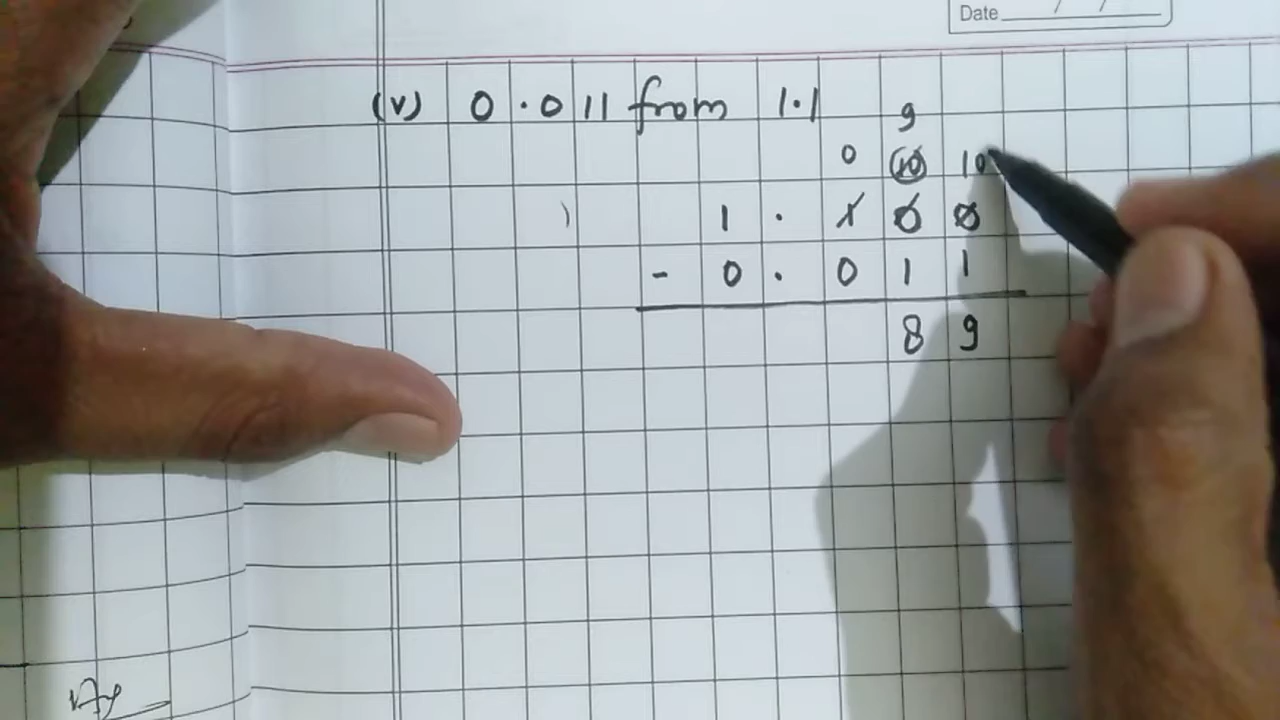 Date
(v) 0.011 from 1.1
9
0 10 10
1 . 1 0 0
- 0 . 0 1 1
8 9